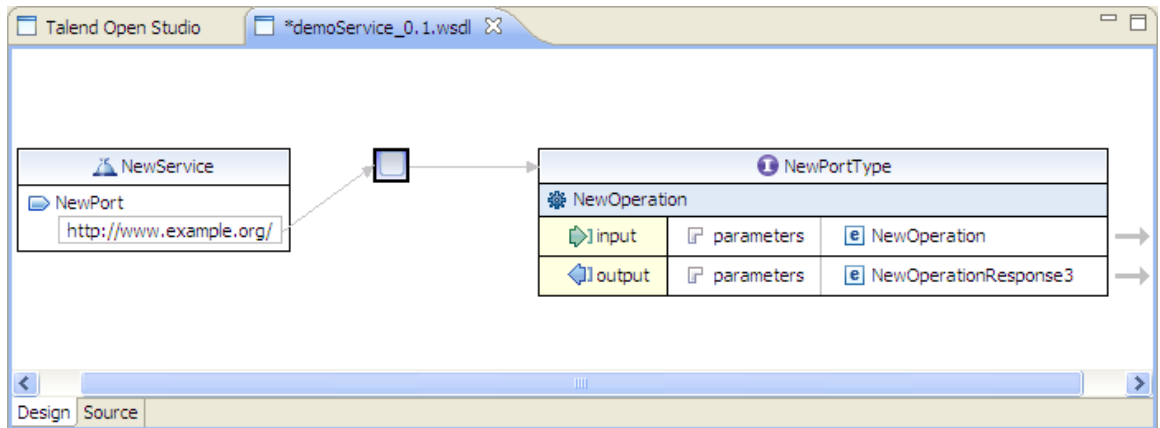 Talend Open Studio
*demoService_0.1.wsdl
NewService
NewPort
http://www.example.org/
I NewPortType
NewOperation
input parameters e NewOperation
output parameters e NewOperationResponse3
Design Source